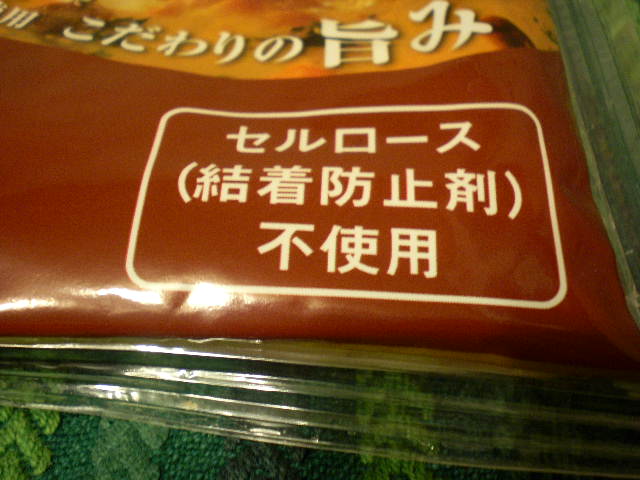 用 こだわりの旨み
セルロース
(結着防止剤)
不使用